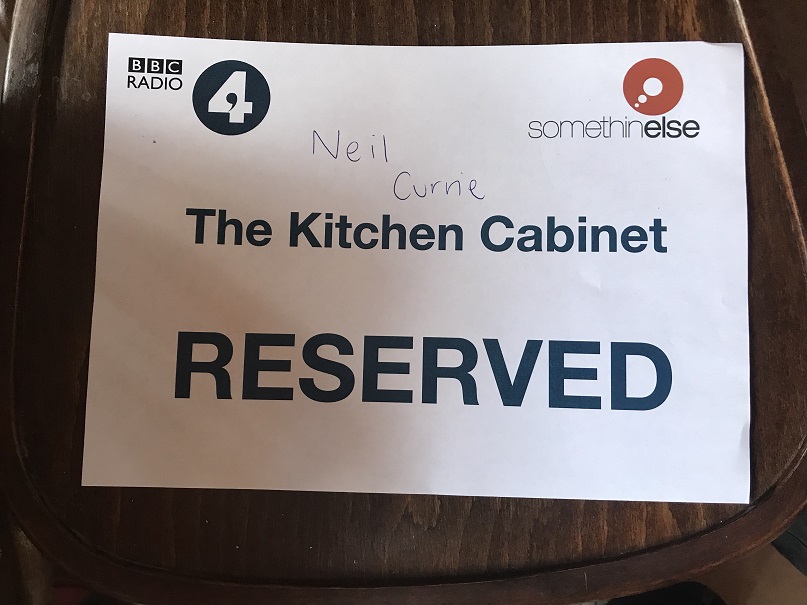 BBC
RADIO
4
somethinelse
Neil
Currie
The Kitchen Cabinet
RESERVED